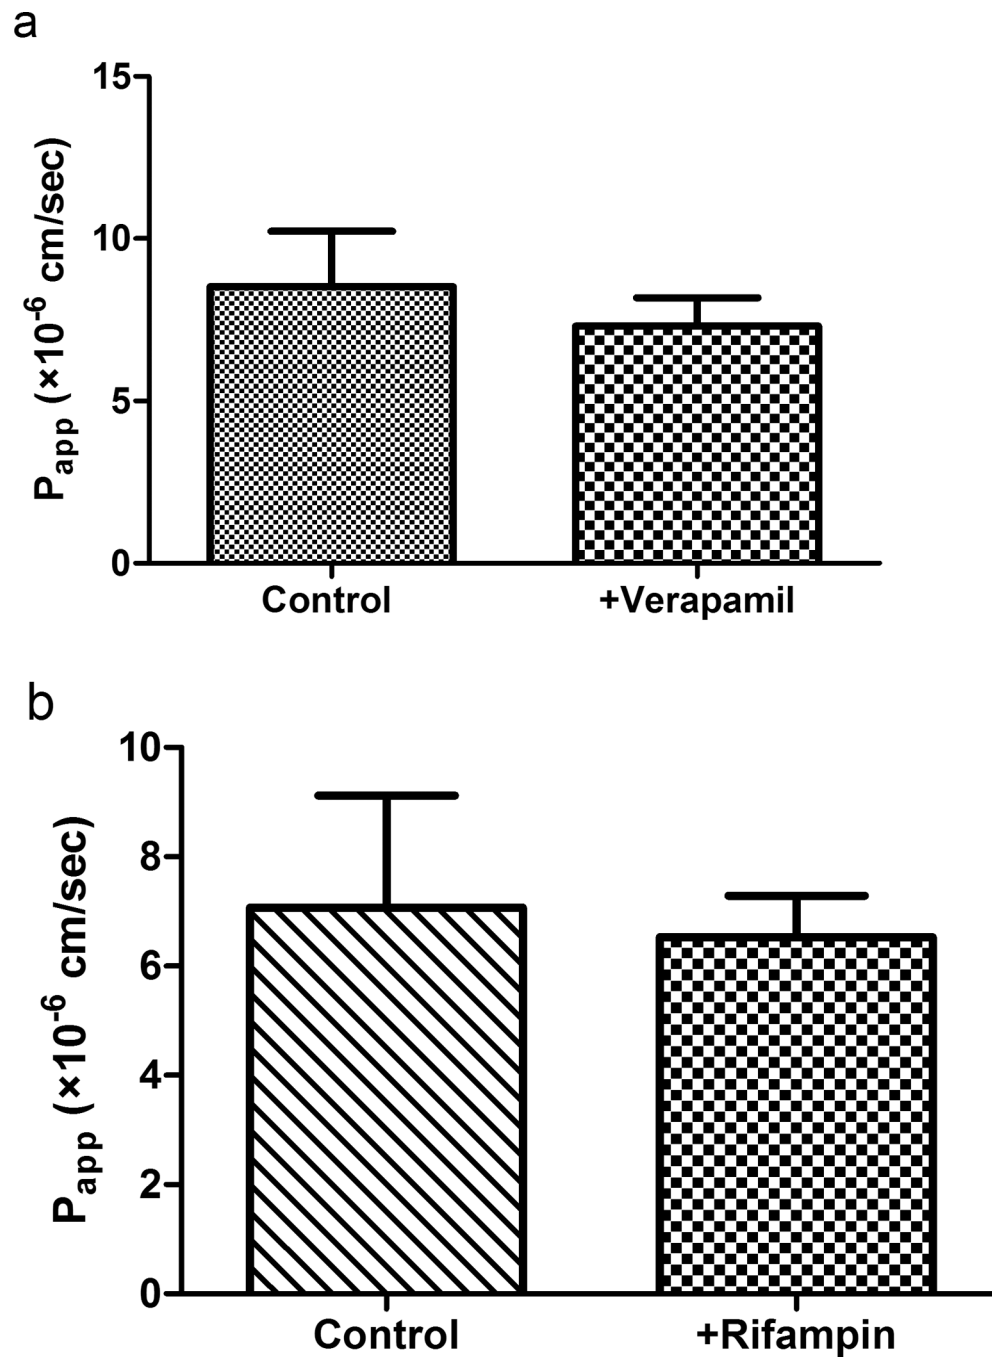 a
15
10
5
0
Papp (×10-6 cm/sec)
Control +Verapamil
b
10
8
6
4
2
0
Papp (×10-6 cm/sec)
Control +Rifampin